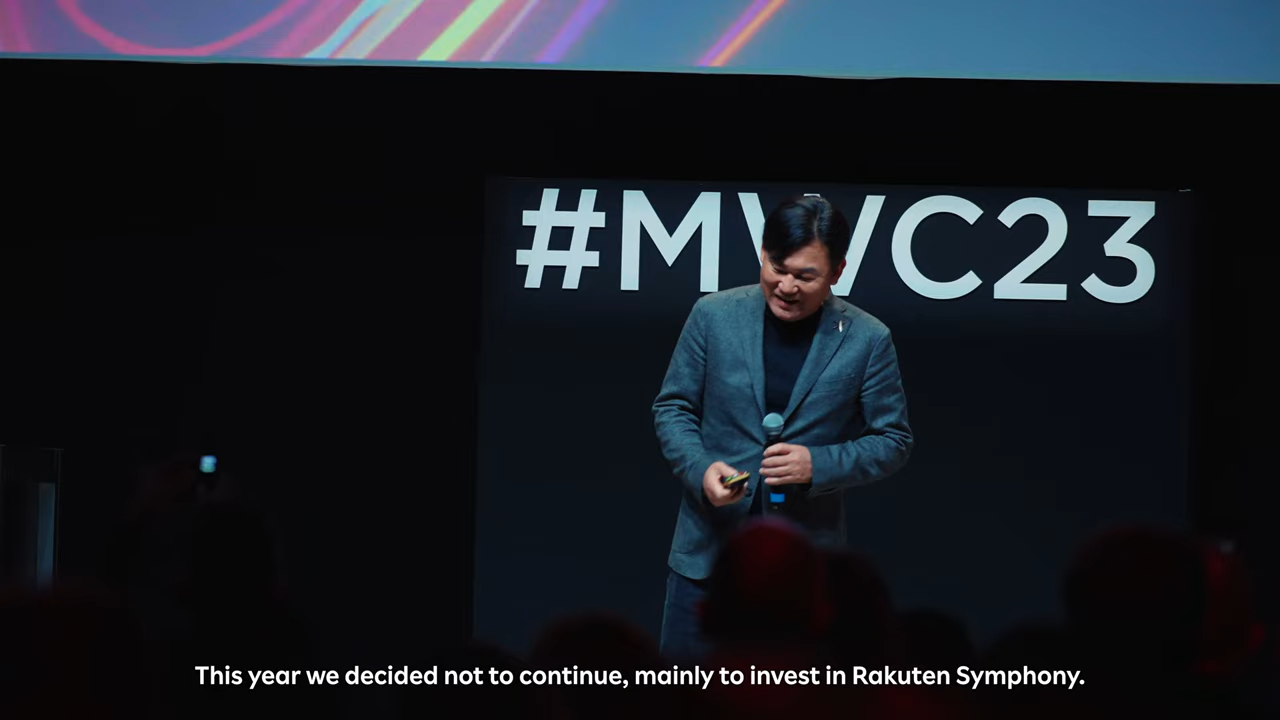 #MWC23
This year we decided not to continue, mainly to invest in Rakuten Symphony.